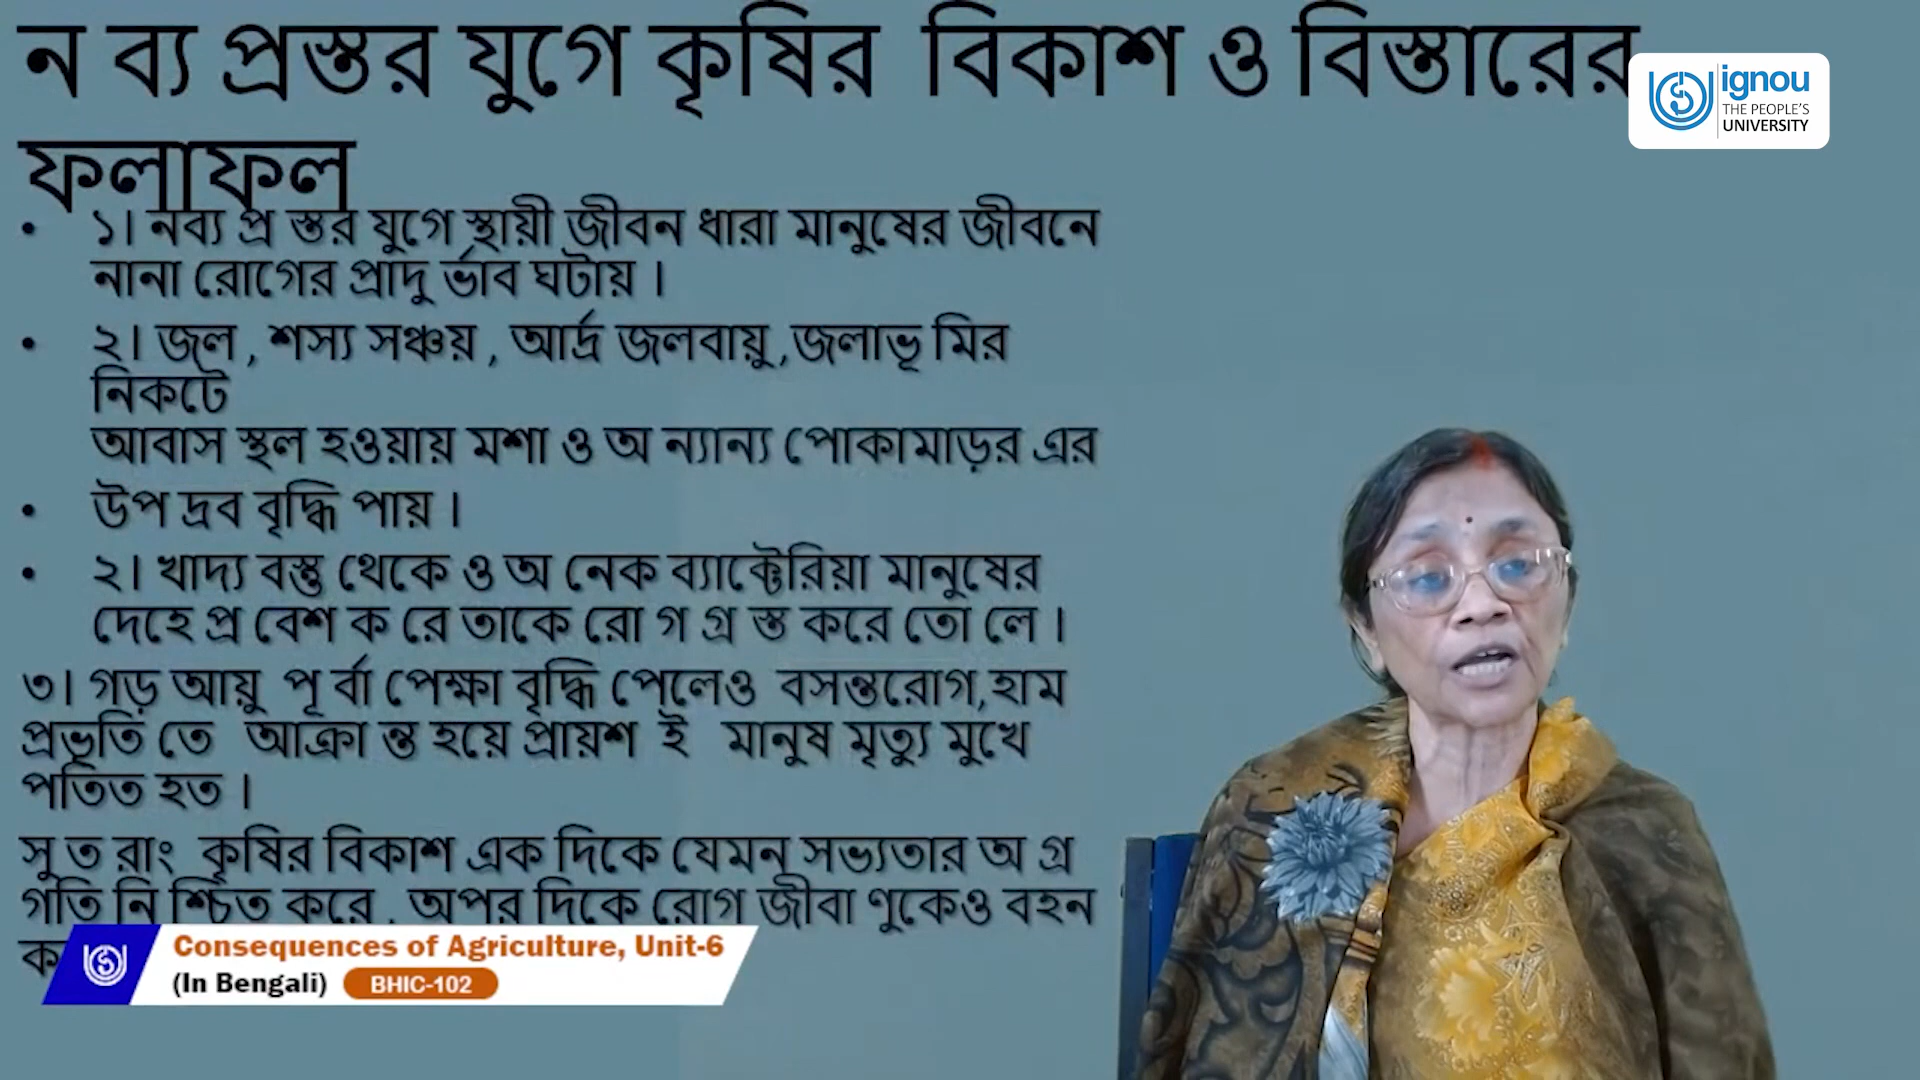 ন ব্য প্রস্তর যুগে কৃষির বিকাশ ও বিস্তারের
ফলাফল
ignou
THE PEOPLE'S
UNIVERSITY
• ১। নব্য প্র স্তর যুগে স্থায়ী জীবন ধারা মানুষের জীবনে
নানা রোগের প্রাদু র্ভাব ঘটায় ।
• ২। জল , শস্য সঞ্চয় , আর্দ্র জলবায়ু ,জলাভূ মির
নিকটে
আবাস স্থল হওয়ায় মশা ও অ ন্যান্য পোকামাড়র এর
• উপ দ্রব বৃদ্ধি পায় ।
• ২। খাদ্য বস্তু থেকে ও অ নেক ব্যাক্টেরিয়া মানুষের
দেহে প্র বেশ ক রে তাকে রো গ গ্র স্ত করে তো লে ।
৩। গড় আয়ু পূ র্বা পেক্ষা বৃদ্ধি পেলেও বসন্তরোগ,হাম
প্রভৃতি তে আক্রা ন্ত হয়ে প্রায়শ ই মানুষ মৃত্যু মুখে
পতিত হত ।
সু ত রাং কৃষির বিকাশ এক দিকে যেমন সভ্যতার অ গ্র
গতি নি শ্চিত করে , অপর দিকে রোগ জীবা ণুকেও বহন
Consequences of Agriculture, Unit-6
(In Bengali) BHIC-102